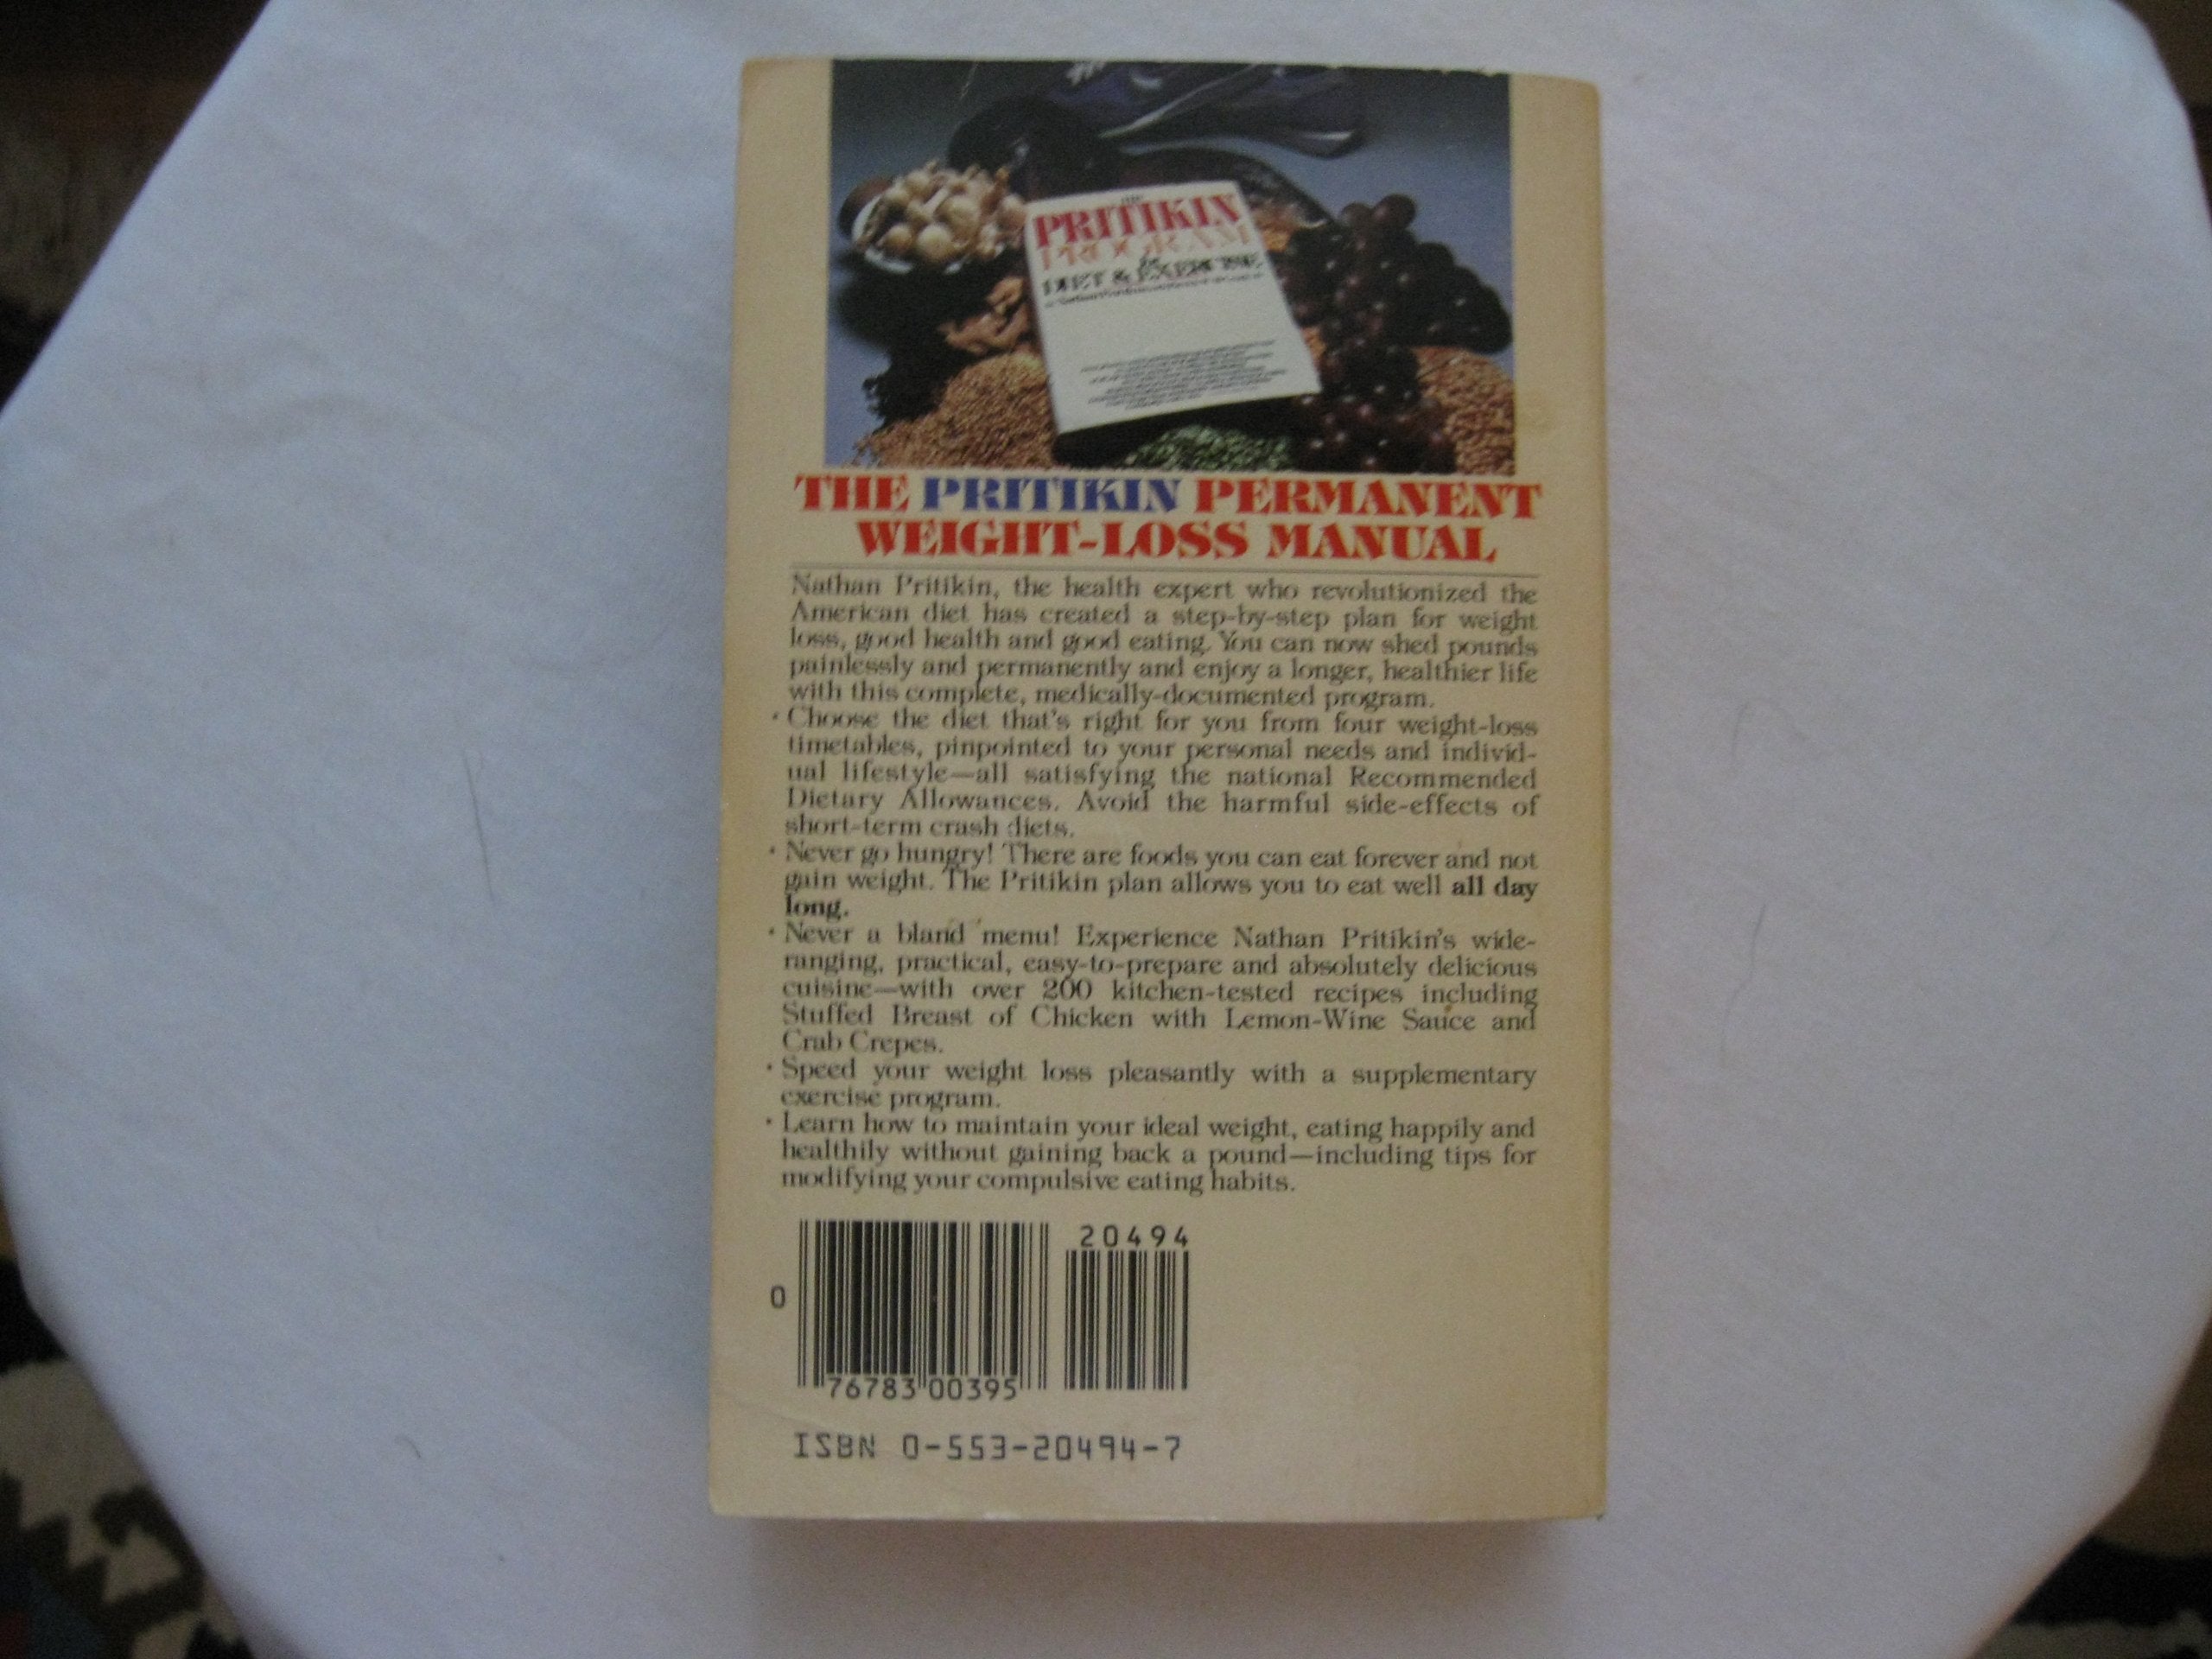 PRITIKIN
PROGRAM
for
DIET & EXERCISE
THE PRITIKIN PERMANENT
WEIGHT-LOSS MANUAL
Nathan Pritikin, the health expert who revolutionized the
American diet has created a step-by-step plan for weight
loss, good health and good eating. You can now shed pounds
painlessly and permanently and enjoy a longer, healthier life
with this complete, medically-documented program.
• Choose the diet that's right for you from four weight-loss
timetables, pinpointed to your personal needs and individ-
ual lifestyle—all satisfying the national Recommended
Dietary Allowances. Avoid the harmful side-effects of
short-term crash diets.
• Never go hungry! There are foods you can eat forever and not
gain weight. The Pritikin plan allows you to eat well all day
long.
• Never a bland menu! Experience Nathan Pritikin's wide-
ranging, practical, easy-to-prepare and absolutely delicious
cuisine—with over 200 kitchen-tested recipes including
Stuffed Breast of Chicken with Lemon-Wine Sauce and
Crab Crepes.
• Speed your weight loss pleasantly with a supplementary
exercise program.
• Learn how to maintain your ideal weight, eating happily and
healthily without gaining back a pound—including tips for
modifying your compulsive eating habits.
20494
0
76783 00395
ISBN 0-553-20494-7